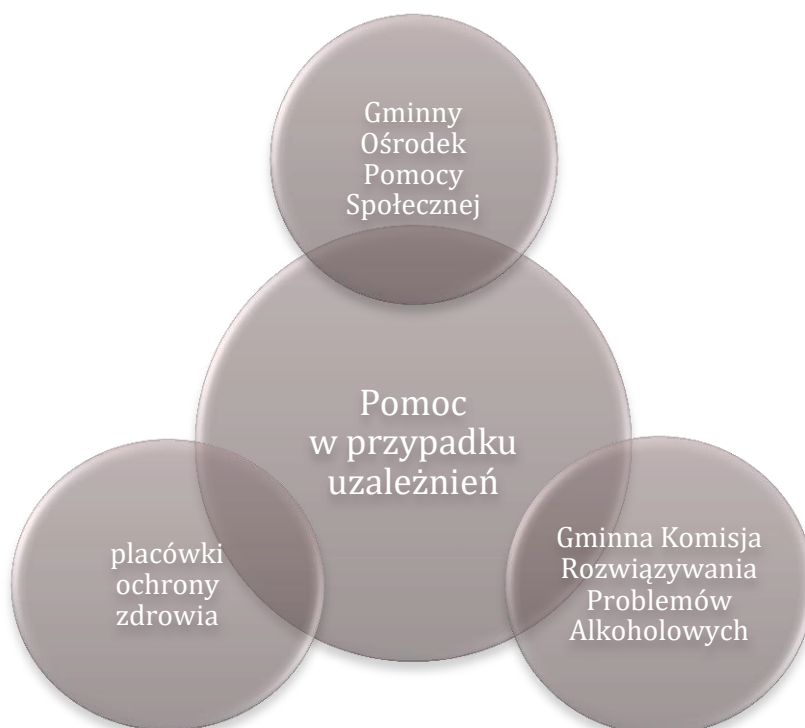 Gminny
Ośrodek
Pomocy
Społecznej
Pomoc
w przypadku
uzależnień
placówki
ochrony
zdrowia
Gminna Komisja
Rozwiązywania
Problemów
Alkoholowych